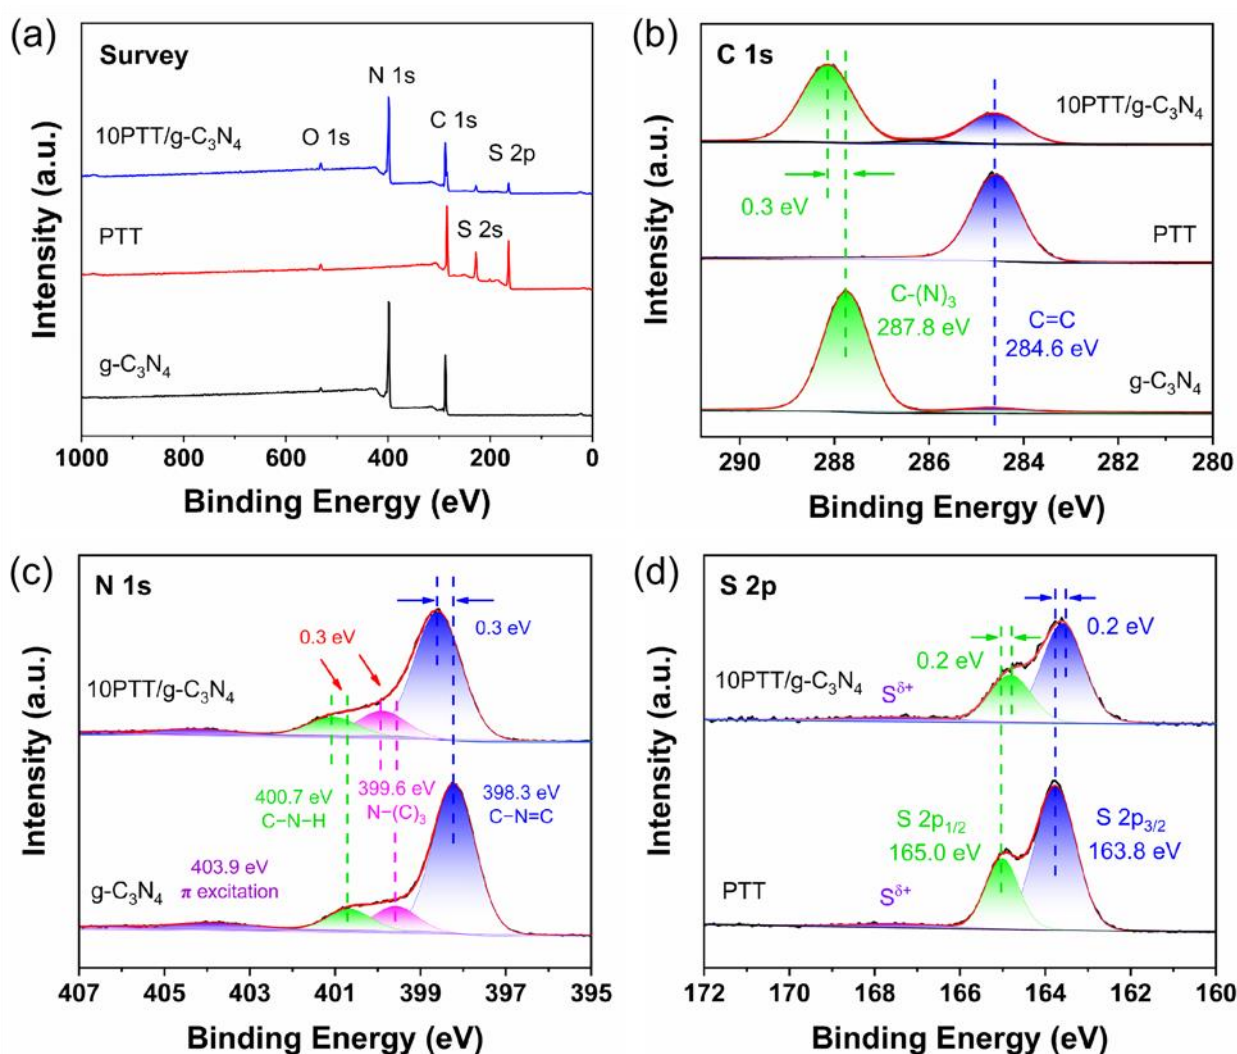 (a)
Survey
N 1s
10PTT/g-C₃N₄
O 1s
C 1s
S 2p
PTT
S 2s
g-C₃N₄
Intensity (a.u.)
1000 800 600 400 200 0
Binding Energy (eV)
(b)
C 1s
10PTT/g-C₃N₄
0.3 eV
PTT
C-(N)₃
287.8 eV
C=C
284.6 eV
g-C₃N₄
Intensity (a.u.)
290 288 286 284 282 280
Binding Energy (eV)
(c)
N 1s
0.3 eV
0.3 eV
10PTT/g-C₃N₄
400.7 eV
C−N−H
399.6 eV
N−(C)₃
398.3 eV
C−N=C
403.9 eV
π excitation
g-C₃N₄
Intensity (a.u.)
407 405 403 401 399 397 395
Binding Energy (eV)
(d)
S 2p
0.2 eV
0.2 eV
10PTT/g-C₃N₄
Sᵟ⁺
S 2p₁/₂
165.0 eV
S 2p₃/₂
163.8 eV
Sᵟ⁺
PTT
Intensity (a.u.)
172 170 168 166 164 162 160
Binding Energy (eV)